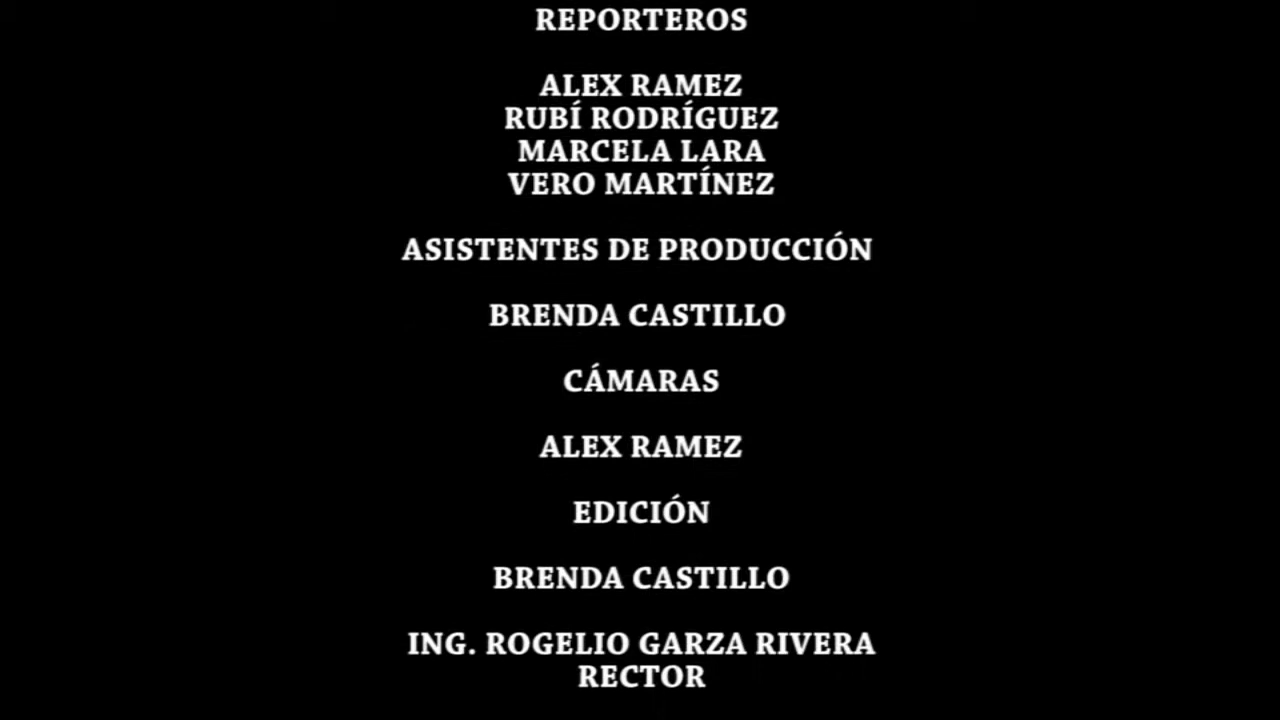 REPORTEROS
ALEX RAMEZ
RUBÍ RODRÍGUEZ
MARCELA LARA
VERO MARTÍNEZ
ASISTENTES DE PRODUCCIÓN
BRENDA CASTILLO
CÁMARAS
ALEX RAMEZ
EDICIÓN
BRENDA CASTILLO
ING. ROGELIO GARZA RIVERA
RECTOR